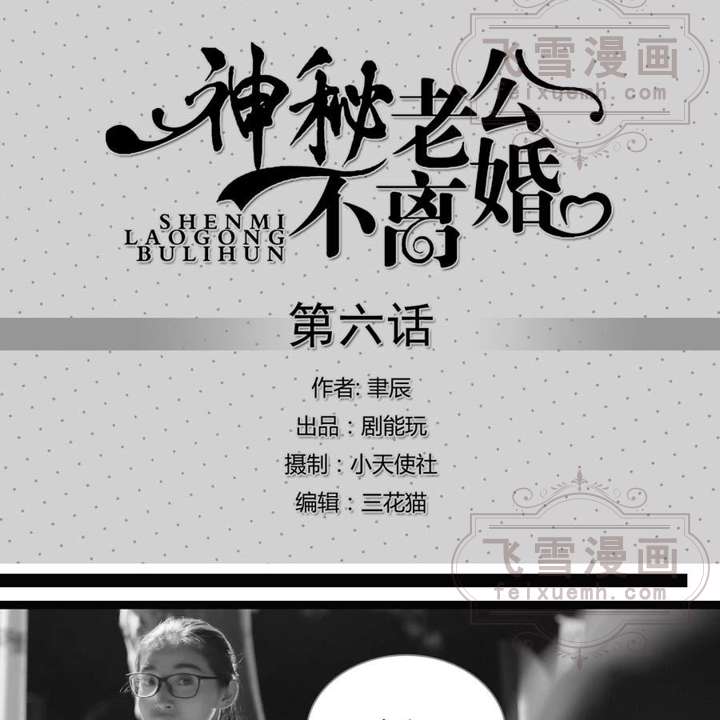 飞雪漫画
feixuemh.com
神秘老公
不离婚
SHENMI
LAOGONG
BULIHUN
第六话
作者: 聿辰
出品：剧能玩
摄制：小天使社
编辑：三花猫
飞雪漫画
feixuemh.com